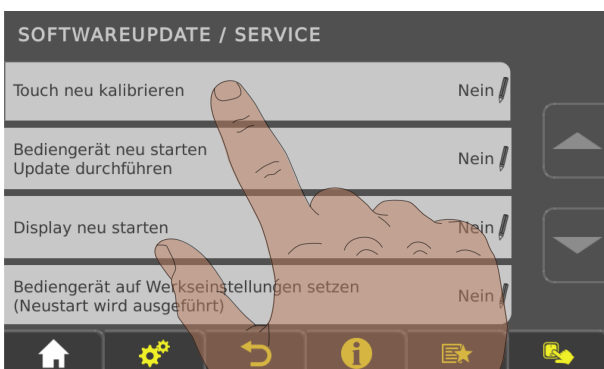 SOFTWAREUPDATE / SERVICE
Touch neu kalibrieren Nein
Bediengerät neu starten
Update durchführen Nein
Display neu starten Nein
Bediengerät auf Werkseinstellungen setzen
(Neustart wird ausgeführt) Nein